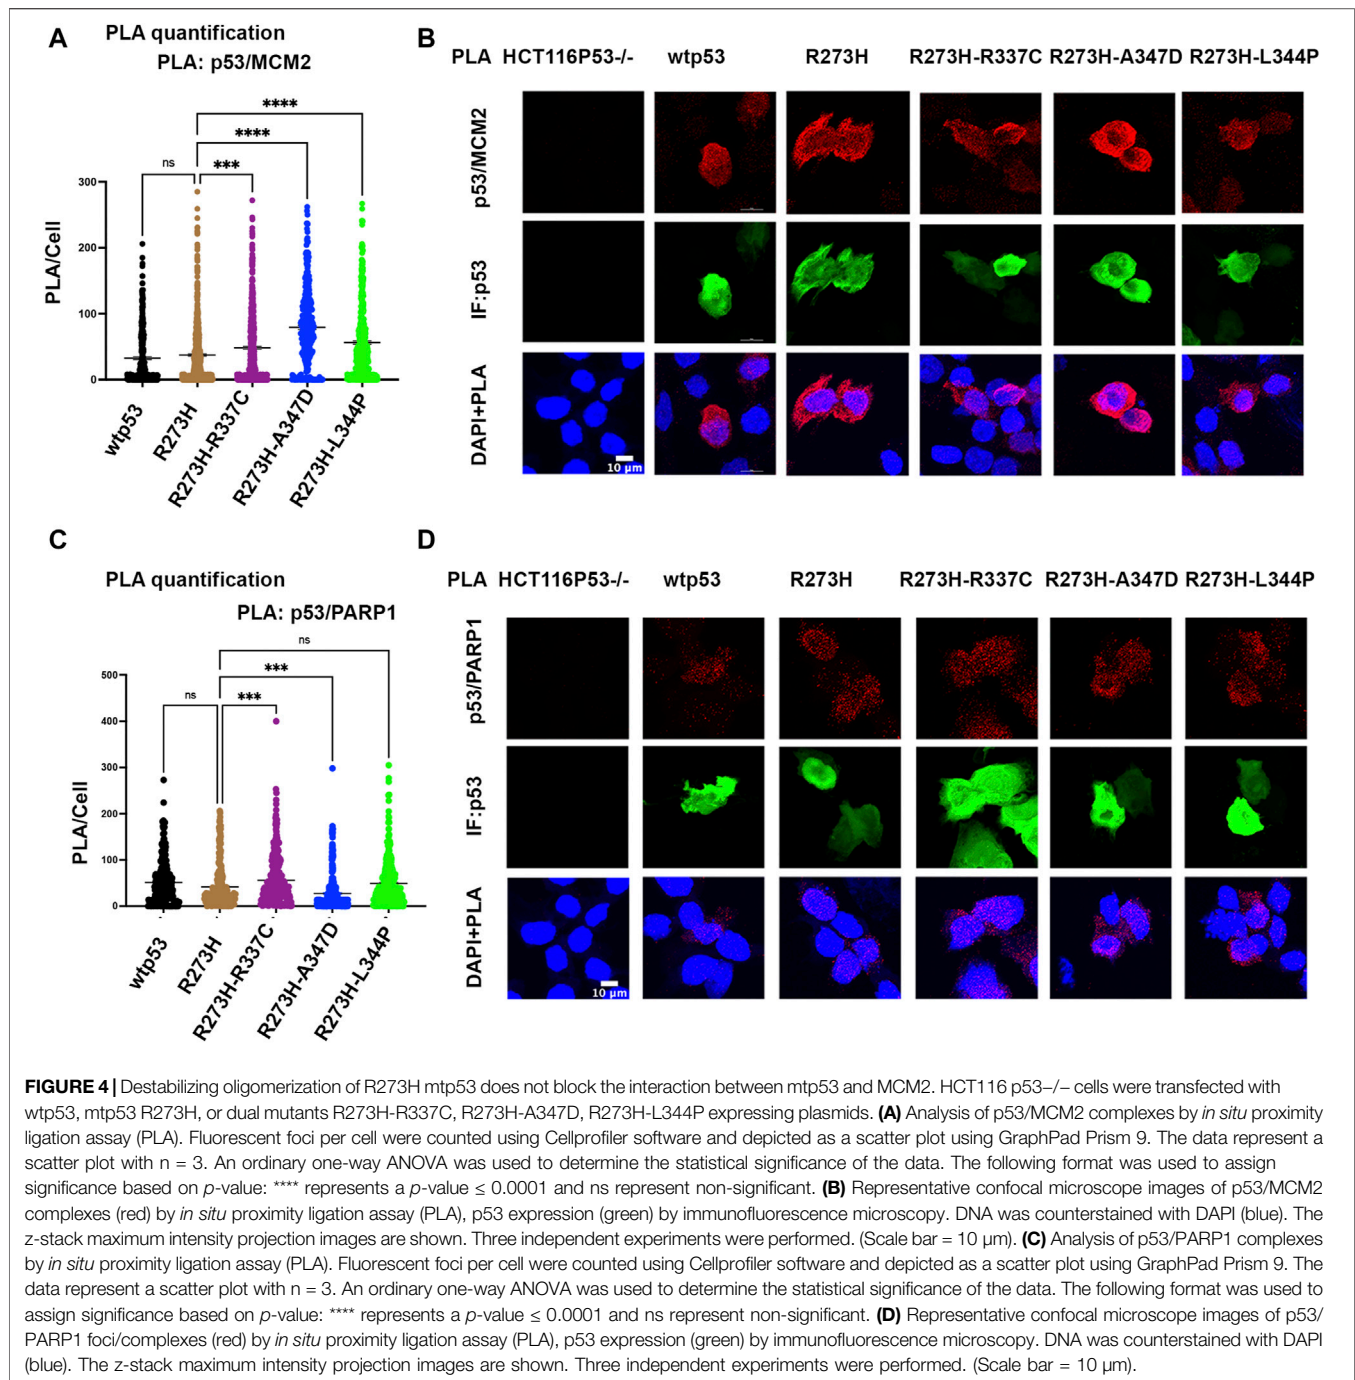 A
PLA quantification
PLA: p53/MCM2
****
****
ns
***
300
200
100
0
PLA/Cell
wtp53
R273H
R273H-R337C
R273H-A347D
R273H-L344P
B
PLA HCT116P53-/- wtp53 R273H R273H-R337C R273H-A347D R273H-L344P
p53/MCM2
IF:p53
DAPI+PLA
10 µm
C
PLA quantification
PLA: p53/PARP1
ns
***
ns
***
500
400
300
200
100
0
PLA/Cell
wtp53
R273H
R273H-R337C
R273H-A347D
R273H-L344P
D
PLA HCT116P53-/- wtp53 R273H R273H-R337C R273H-A347D R273H-L344P
p53/PARP1
IF:p53
DAPI+PLA
10 µm
FIGURE 4 | Destabilizing oligomerization of R273H mtp53 does not block the interaction between mtp53 and MCM2. HCT116 p53−/− cells were transfected with
wtp53, mtp53 R273H, or dual mutants R273H-R337C, R273H-A347D, R273H-L344P expressing plasmids. (A) Analysis of p53/MCM2 complexes by in situ proximity
ligation assay (PLA). Fluorescent foci per cell were counted using Cellprofiler software and depicted as a scatter plot using GraphPad Prism 9. The data represent a
scatter plot with n = 3. An ordinary one-way ANOVA was used to determine the statistical significance of the data. The following format was used to assign
significance based on p-value: **** represents a p-value ≤ 0.0001 and ns represent non-significant. (B) Representative confocal microscope images of p53/MCM2
complexes (red) by in situ proximity ligation assay (PLA), p53 expression (green) by immunofluorescence microscopy. DNA was counterstained with DAPI (blue). The
z-stack maximum intensity projection images are shown. Three independent experiments were performed. (Scale bar = 10 µm). (C) Analysis of p53/PARP1 complexes
by in situ proximity ligation assay (PLA). Fluorescent foci per cell were counted using Cellprofiler software and depicted as a scatter plot using GraphPad Prism 9. The
data represent a scatter plot with n = 3. An ordinary one-way ANOVA was used to determine the statistical significance of the data. The following format was used to
assign significance based on p-value: **** represents a p-value ≤ 0.0001 and ns represent non-significant. (D) Representative confocal microscope images of p53/
PARP1 foci/complexes (red) by in situ proximity ligation assay (PLA), p53 expression (green) by immunofluorescence microscopy. DNA was counterstained with DAPI
(blue). The z-stack maximum intensity projection images are shown. Three independent experiments were performed. (Scale bar = 10 µm).